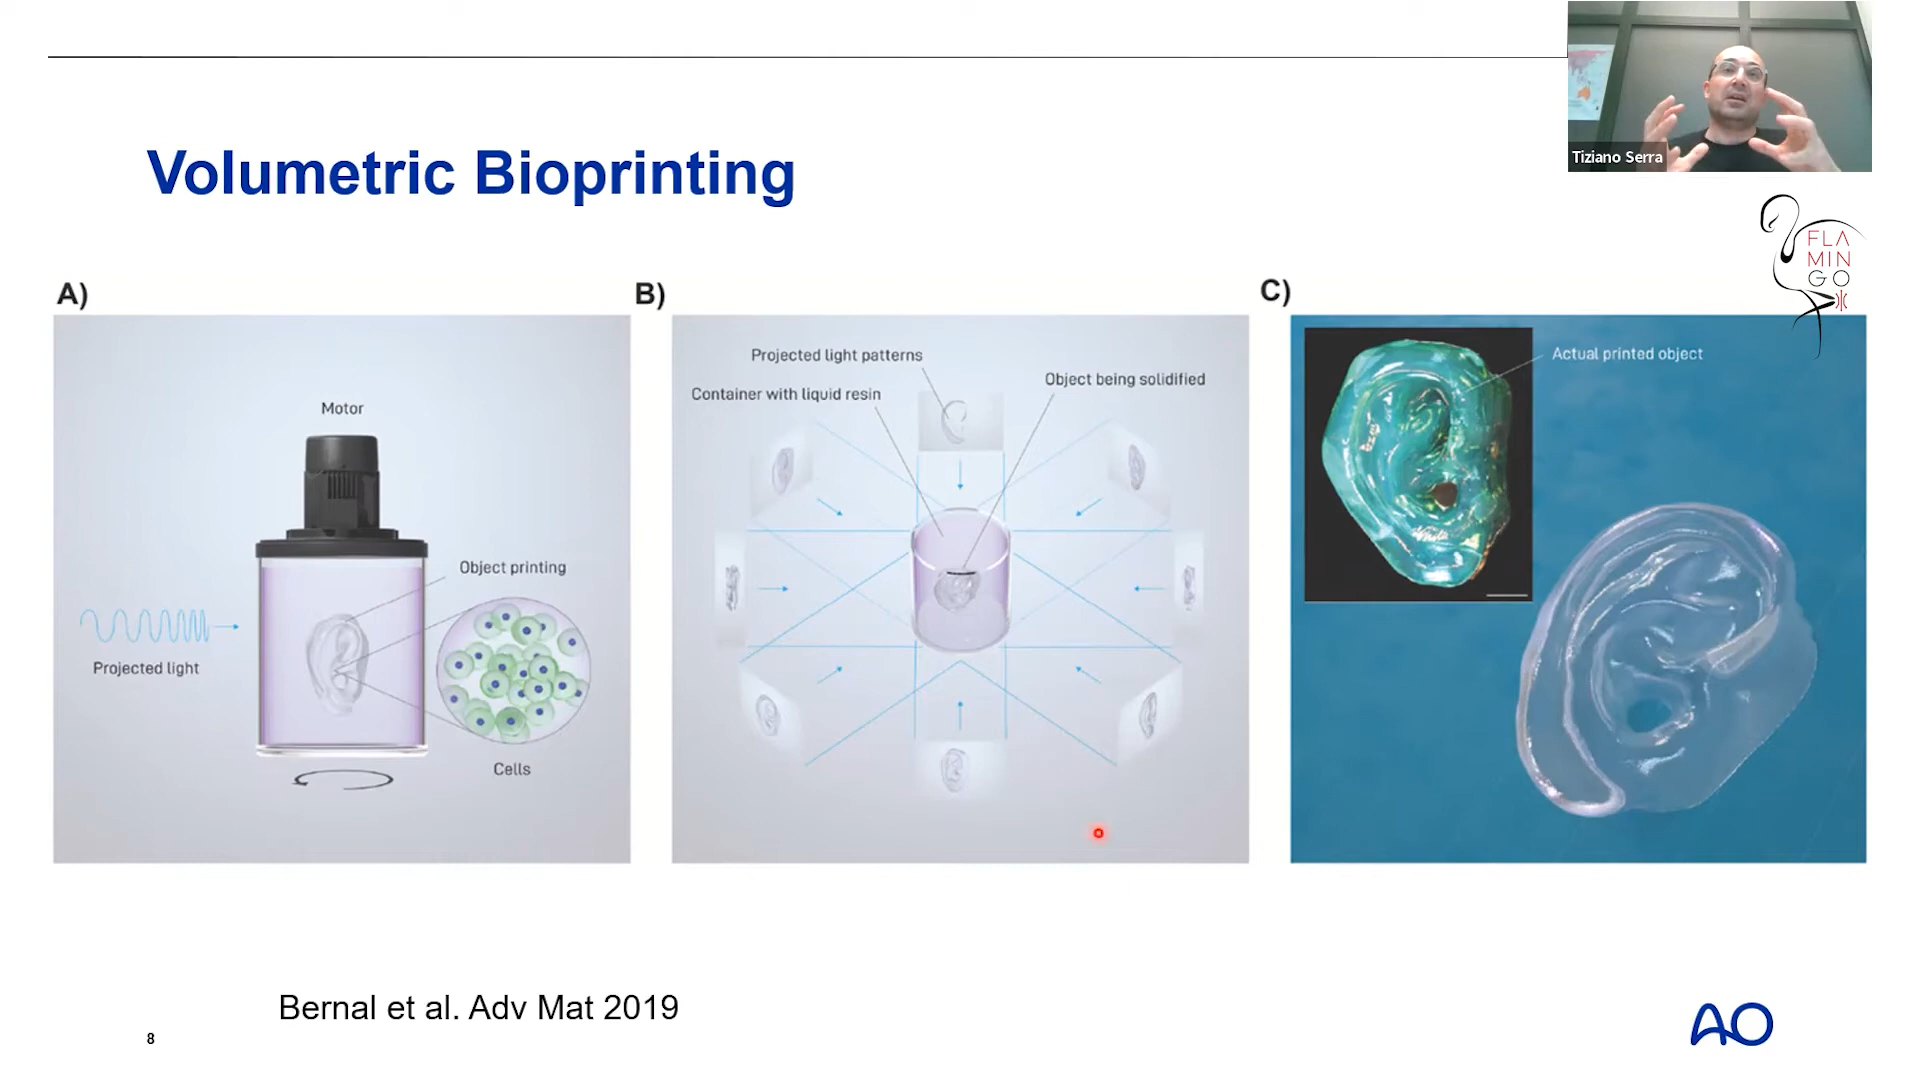 Tiziano Serra
Volumetric Bioprinting
FLA
MIN
GO
A)
B)
C)
Motor
Object printing
Projected light
Cells
Projected light patterns
Container with liquid resin
Object being solidified
Actual printed object
Bernal et al. Adv Mat 2019
8
AO